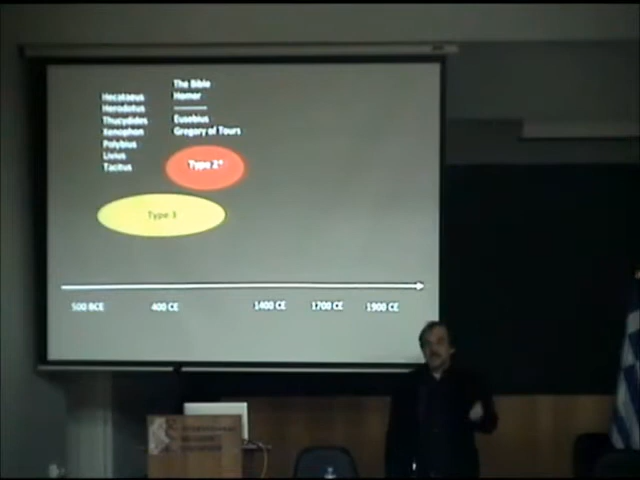 Hecataeus
Herodotus
Thucydides
Xenophon
Polybius
Livius
Tacitus
The Bible
Homer
Eusebius
Gregory of Tours
Type 2*
Type 1
500 BCE
400 CE
1400 CE
1700 CE
1900 CE